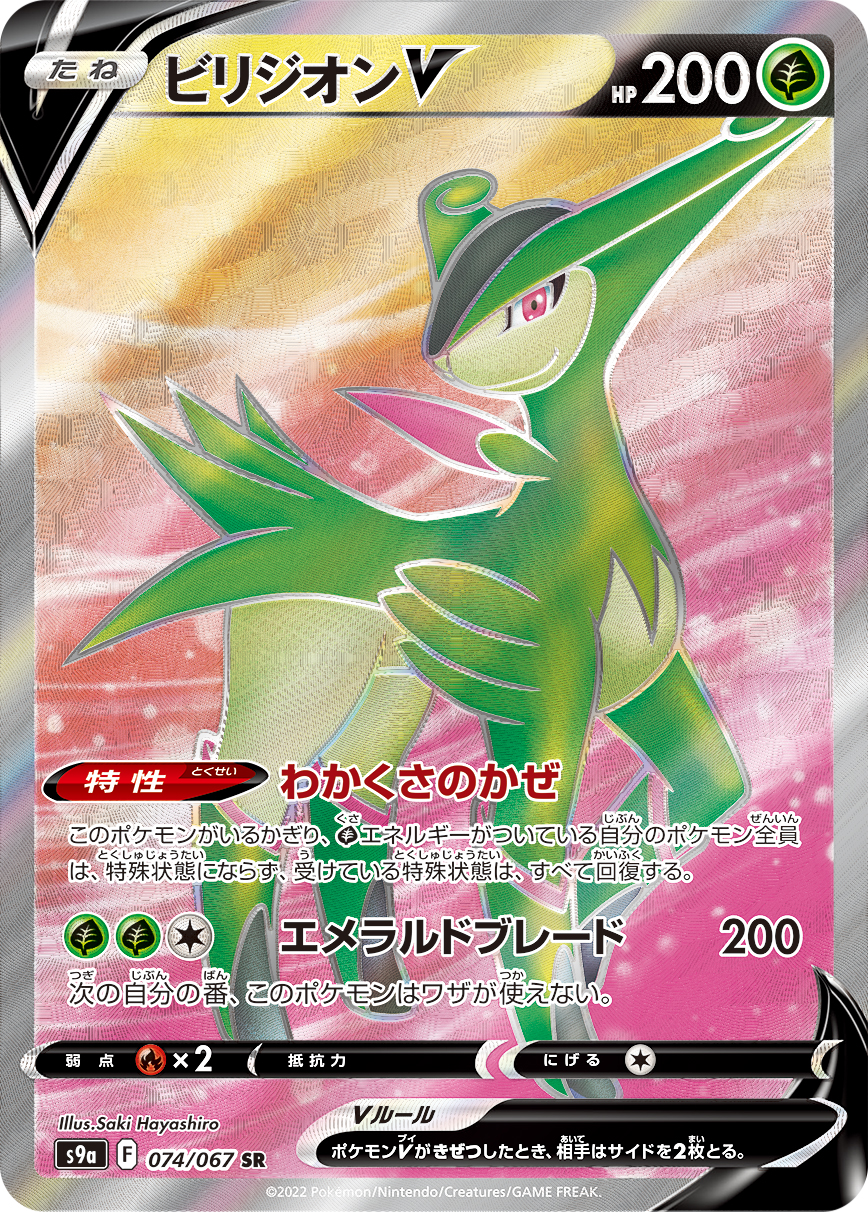 たね ビリジオンV HP 200
特性 とくせい わかくさのかぜ
このポケモンがいるかぎり、エネルギーがついている自分のポケモン全員
は、特殊状態にならず、受けている特殊状態は、すべて回復する。
エメラルドブレード 200
次の自分の番、このポケモンはワザが使えない。
弱点 ×2 抵抗力 にげる
Illus.Saki Hayashiro
Vルール
ポケモンVがきぜつしたとき、相手はサイドを2枚とる。
s9a F 074/067 SR
©2022 Pokémon/Nintendo/Creatures/GAME FREAK.